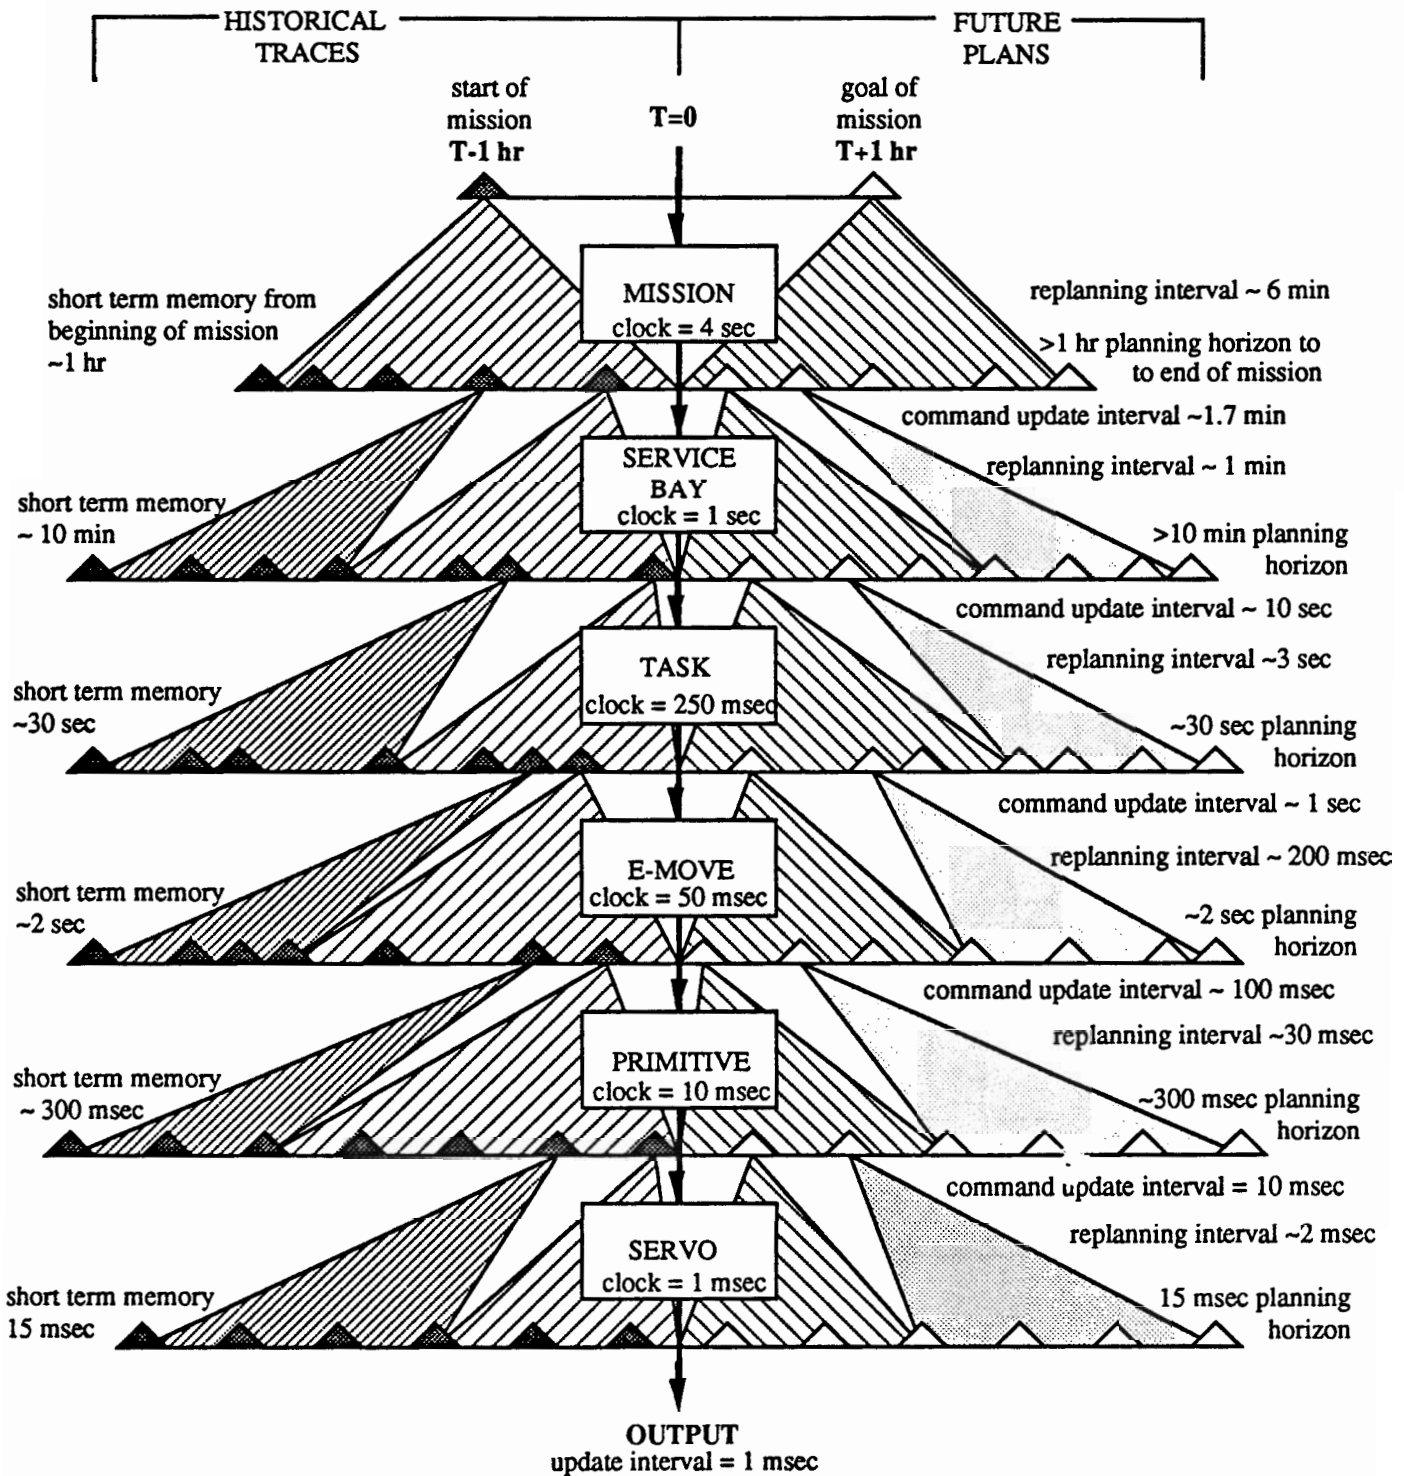 HISTORICAL
TRACES
FUTURE
PLANS
start of
mission
T-1 hr
T=0
goal of
mission
T+1 hr
MISSION
clock = 4 sec
short term memory from
beginning of mission
~1 hr
replanning interval ~ 6 min
>1 hr planning horizon to
to end of mission
command update interval ~1.7 min
SERVICE
BAY
clock = 1 sec
replanning interval ~ 1 min
short term memory
~ 10 min
>10 min planning
horizon
command update interval ~ 10 sec
TASK
clock = 250 msec
replanning interval ~3 sec
short term memory
~30 sec
~30 sec planning
horizon
command update interval ~ 1 sec
E-MOVE
clock = 50 msec
replanning interval ~ 200 msec
short term memory
~2 sec
~2 sec planning
horizon
command update interval ~ 100 msec
PRIMITIVE
clock = 10 msec
replanning interval ~30 msec
short term memory
~ 300 msec
~300 msec planning
horizon
command update interval = 10 msec
SERVO
clock = 1 msec
replanning interval ~2 msec
short term memory
15 msec
15 msec planning
horizon
OUTPUT
update interval = 1 msec